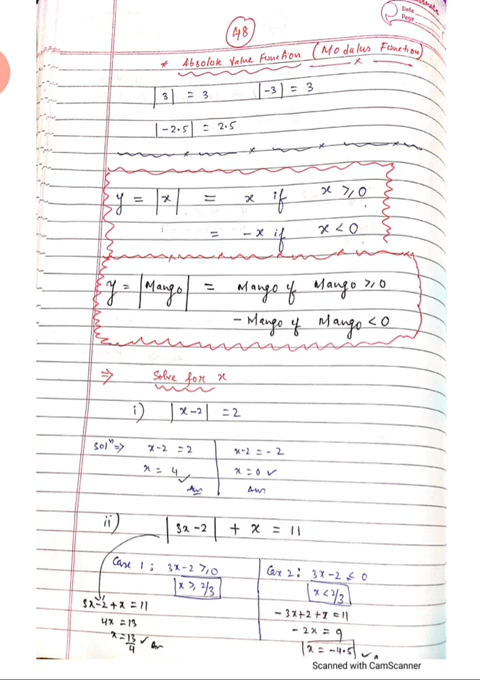 Date
Page
48
* Absolute Value Function (Modulus Function)
|3| = 3 |-3| = 3
|-2.5| = 2.5
y = |x| = x if x ≥ 0
= -x if x < 0
y = |Mango| = Mango if Mango ≥ 0
- Mango if Mango < 0
⇒ Solve for x
i) |x-2| = 2
Solⁿ ⇒ x-2 = 2 x-2 = -2
x = 4 ✓ x = 0 ✓
Ans Ans
ii) |3x-2| + x = 11
Case 1: 3x-2 ≥ 0
x ≥ 2/3
3x-2+x = 11
4x = 13
x = 13/4 ✓ Ans
Case 2: 3x-2 ≤ 0
x < 2/3
-3x+2+x = 11
-2x = 9
x = -4.5 ✓
Scanned with CamScanner